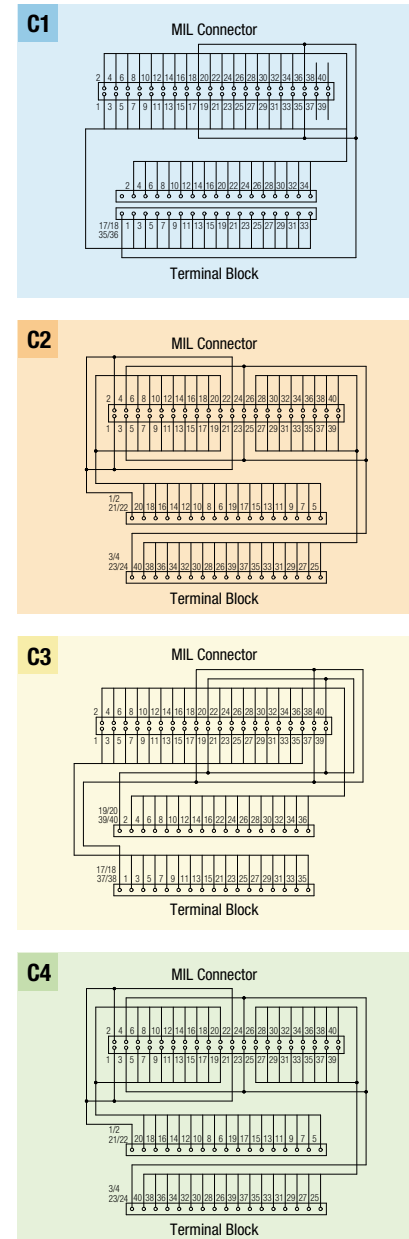 C1
MIL Connector
2 4 6 8 10 12 14 16 18 20 22 24 26 28 30 32 34 36 38 40
1 3 5 7 9 11 13 15 17 19 21 23 25 27 29 31 33 35 37 39
2 4 6 8 10 12 14 16 20 22 24 26 28 30 32 34
17/18
35/36 1 3 5 7 9 11 13 15 19 21 23 25 27 29 31 33
Terminal Block
C2
MIL Connector
2 4 6 8 10 12 14 16 18 20 22 24 26 28 30 32 34 36 38 40
1 3 5 7 9 11 13 15 17 19 21 23 25 27 29 31 33 35 37 39
1/2
21/22 20 18 16 14 12 10 8 6 19 17 15 13 11 9 7 5
3/4
23/24 40 38 36 34 32 30 28 26 39 37 35 33 31 29 27 25
Terminal Block
C3
MIL Connector
2 4 6 8 10 12 14 16 18 20 22 24 26 28 30 32 34 36 38 40
1 3 5 7 9 11 13 15 17 19 21 23 25 27 29 31 33 35 37 39
19/20
39/40 2 4 6 8 10 12 14 16 22 24 26 28 30 32 34 36
17/18
37/38 1 3 5 7 9 11 13 15 21 23 25 27 29 31 33 35
Terminal Block
C4
MIL Connector
2 4 6 8 10 12 14 16 18 20 22 24 26 28 30 32 34 36 38 40
1 3 5 7 9 11 13 15 17 19 21 23 25 27 29 31 33 35 37 39
1/2
21/22 20 18 16 14 12 10 8 6 19 17 15 13 11 9 7 5
3/4
23/24 40 38 36 34 32 30 28 26 39 37 35 33 31 29 27 25
Terminal Block